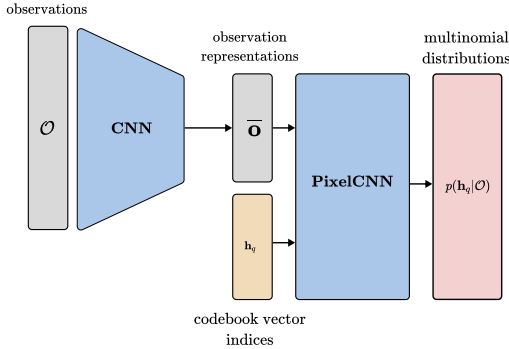 observations
𝒪
CNN
observation
representations
O̅
h_q
codebook vector
indices
PixelCNN
multinomial
distributions
p(h_q|𝒪)